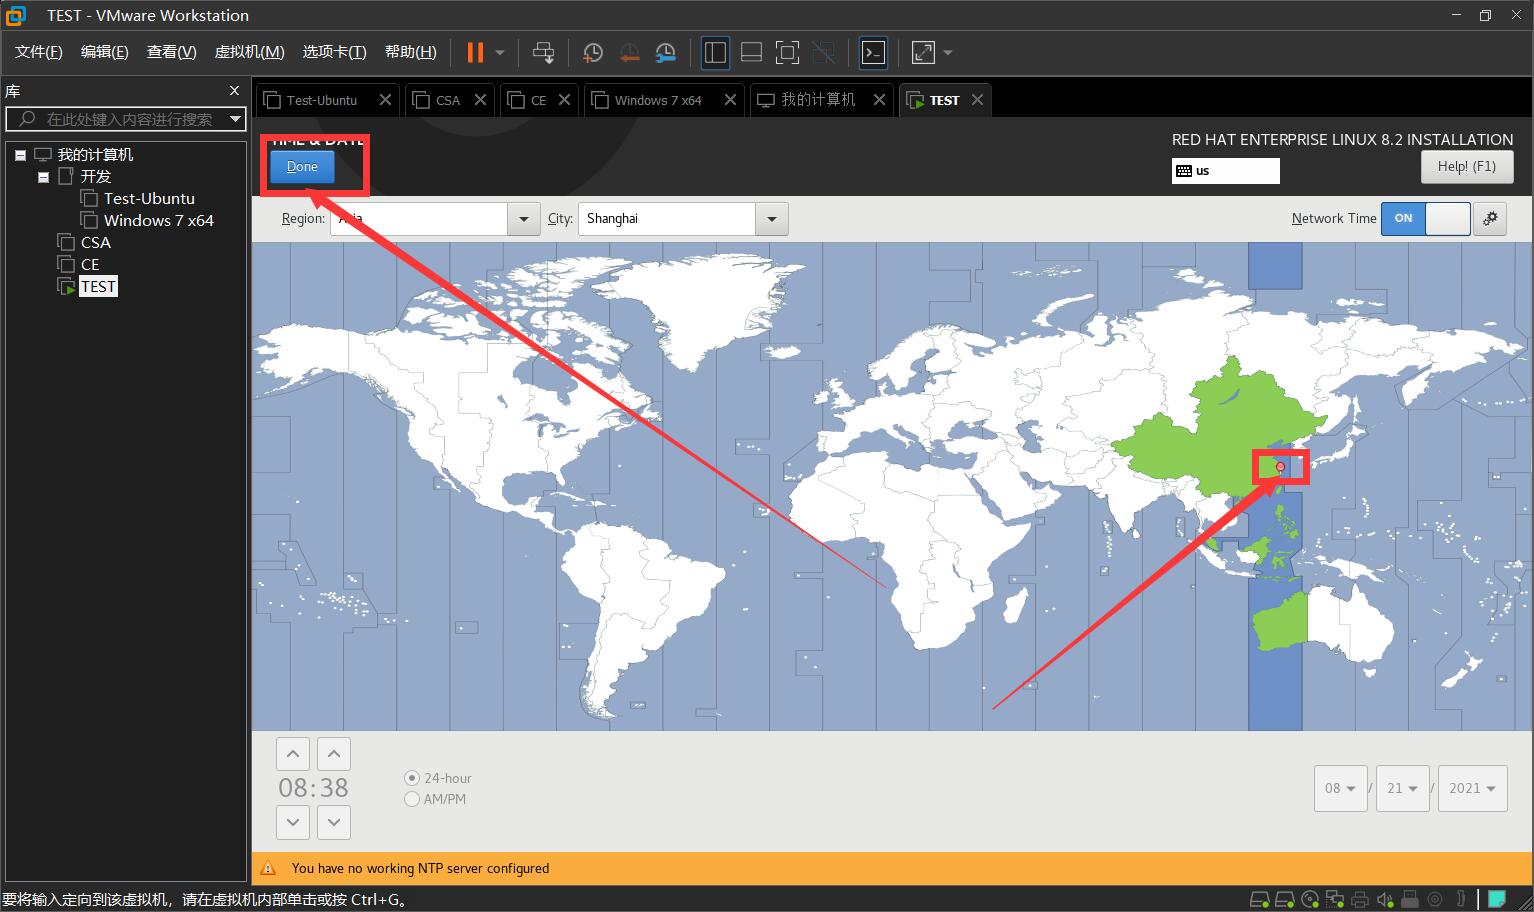 TEST - VMware Workstation
文件(F) 编辑(E) 查看(V) 虚拟机(M) 选项卡(T) 帮助(H)
库
在此处键入内容进行搜索
我的计算机
开发
Test-Ubuntu
Windows 7 x64
CSA
CE
TEST
Test-Ubuntu CSA CE Windows 7 x64 我的计算机 TEST
TIME & DATE
RED HAT ENTERPRISE LINUX 8.2 INSTALLATION
Done
us
Help! (F1)
Region: Asia City: Shanghai Network Time ON
08:38
24-hour
AM/PM
08 / 21 / 2021
You have no working NTP server configured
要将输入定向到该虚拟机，请在虚拟机内部单击或按 Ctrl+G。